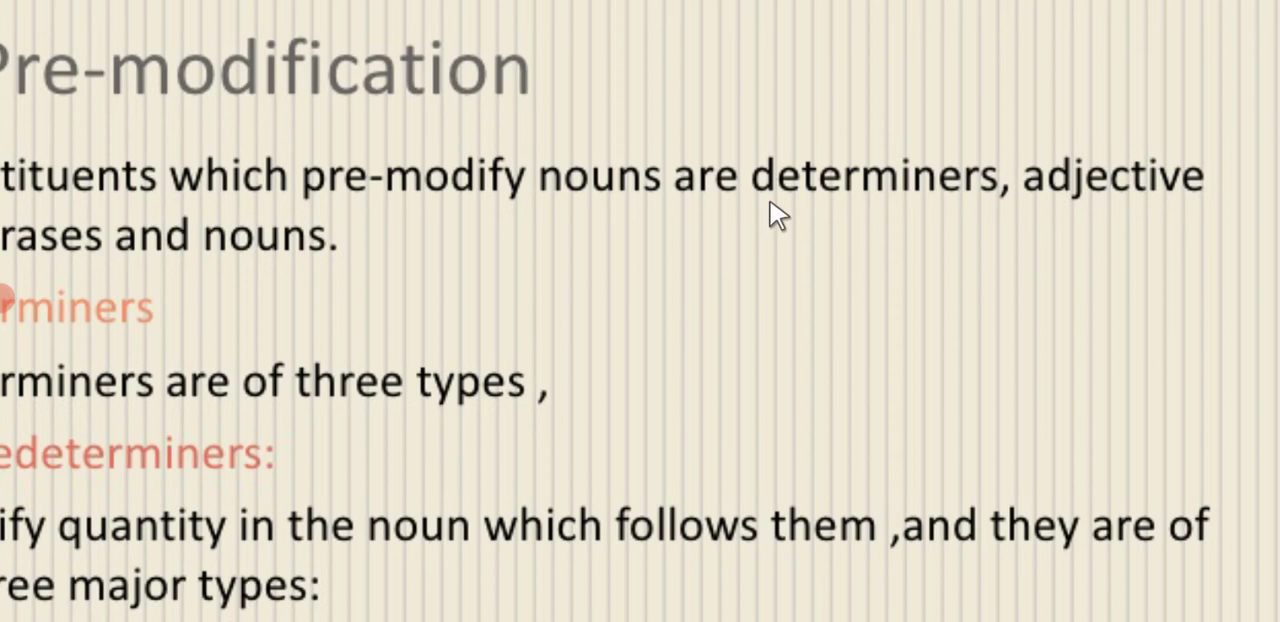 Pre-modification
tituents which pre-modify nouns are determiners, adjective
rases and nouns.
rminers
rminers are of three types ,
edeterminers:
ify quantity in the noun which follows them ,and they are of
ree major types: